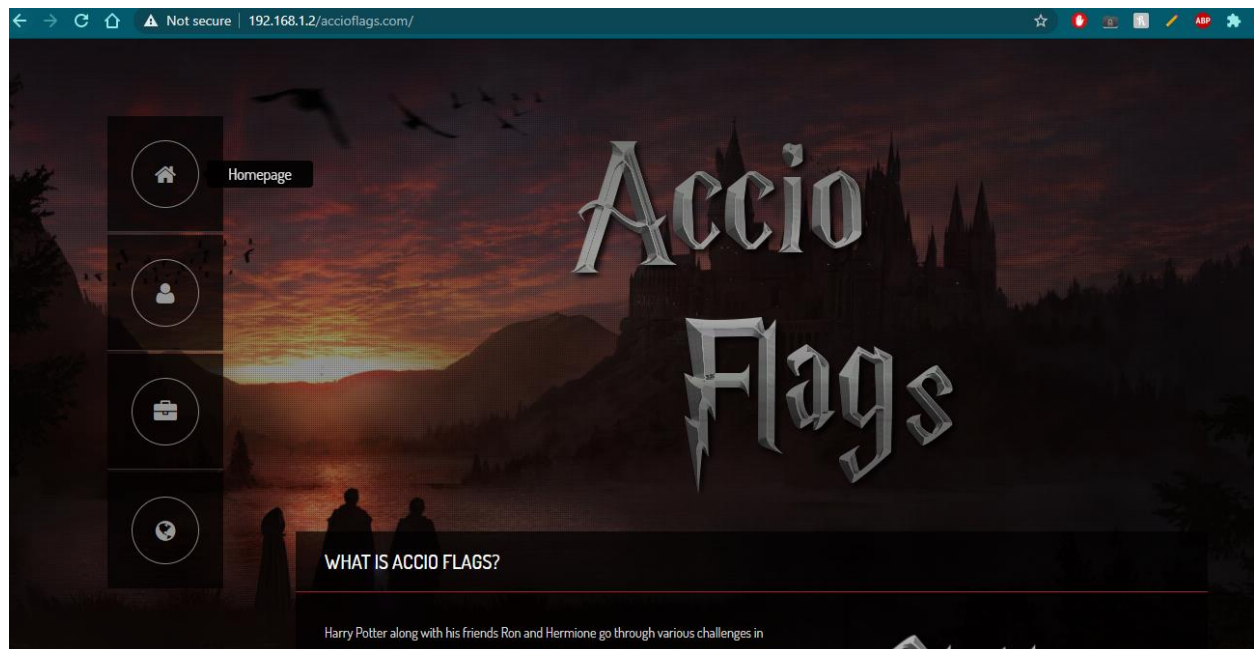 Not secure | 192.168.1.2/accioflags.com/
ABP
Homepage
Accio
Flags
WHAT IS ACCIO FLAGS?
Harry Potter along with his friends Ron and Hermione go through various challenges in